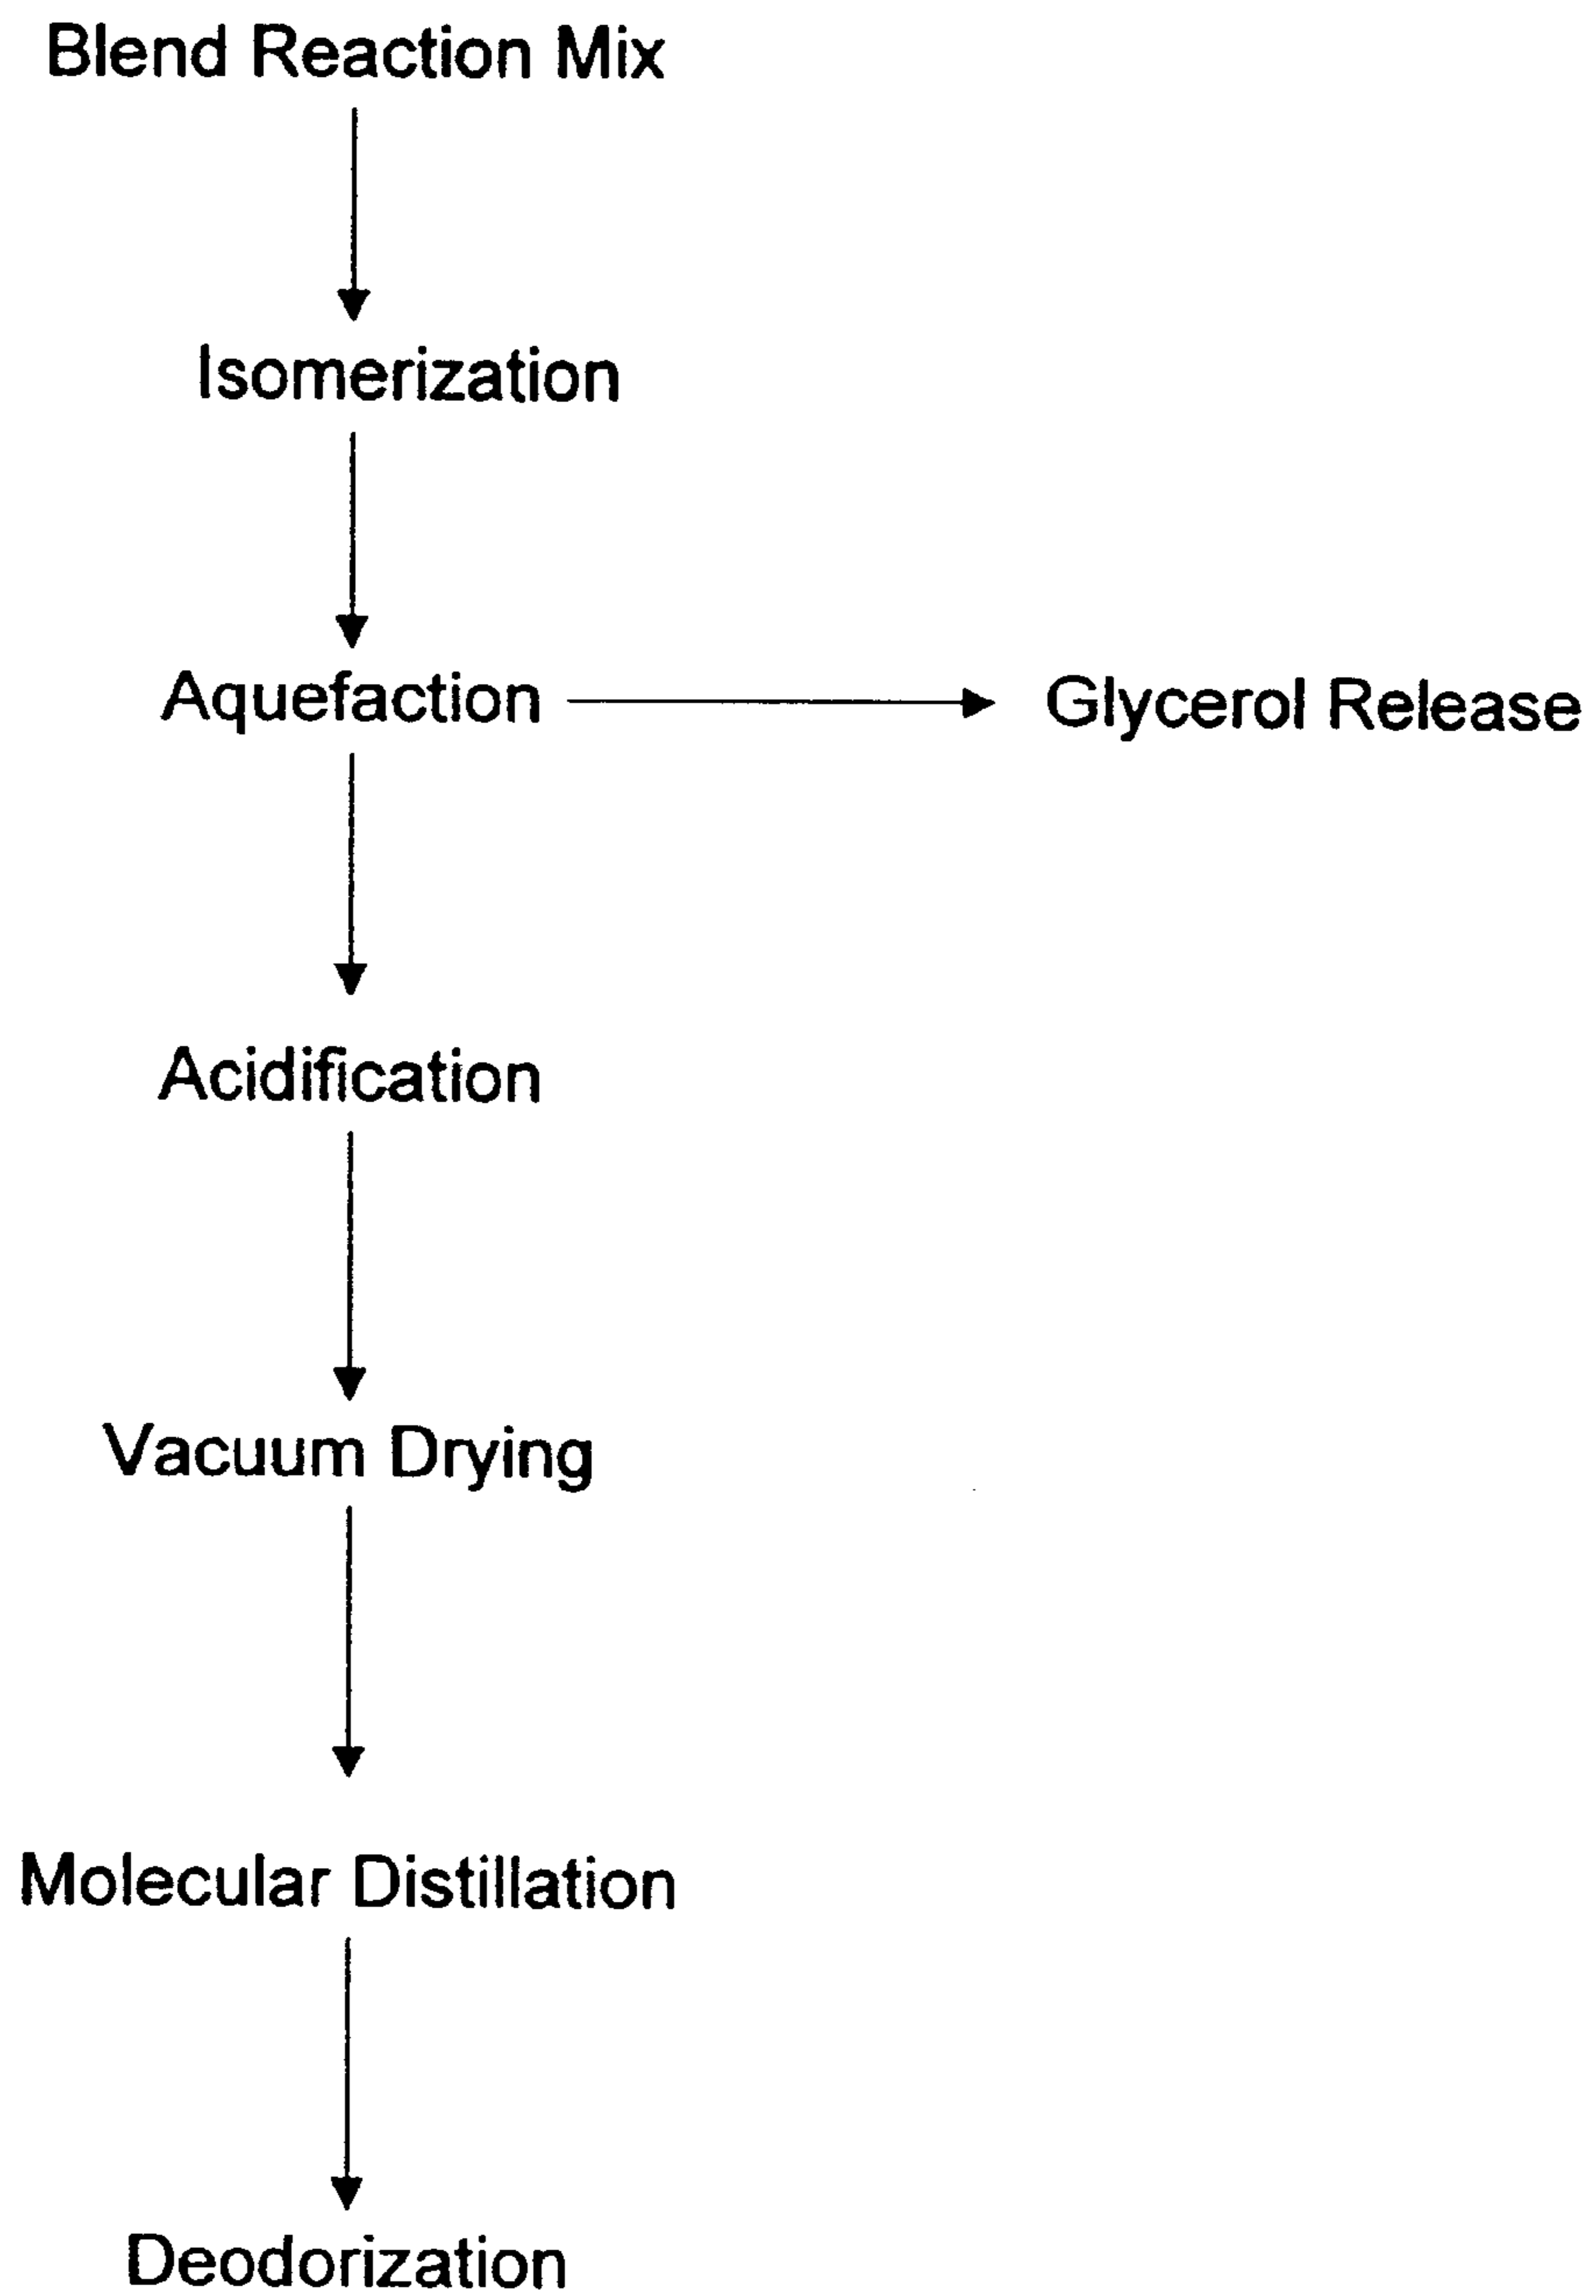 Blend Reaction Mix
Isomerization
Aquefaction
Glycerol Release
Acidification
Vacuum Drying
Molecular Distillation
Deodorization